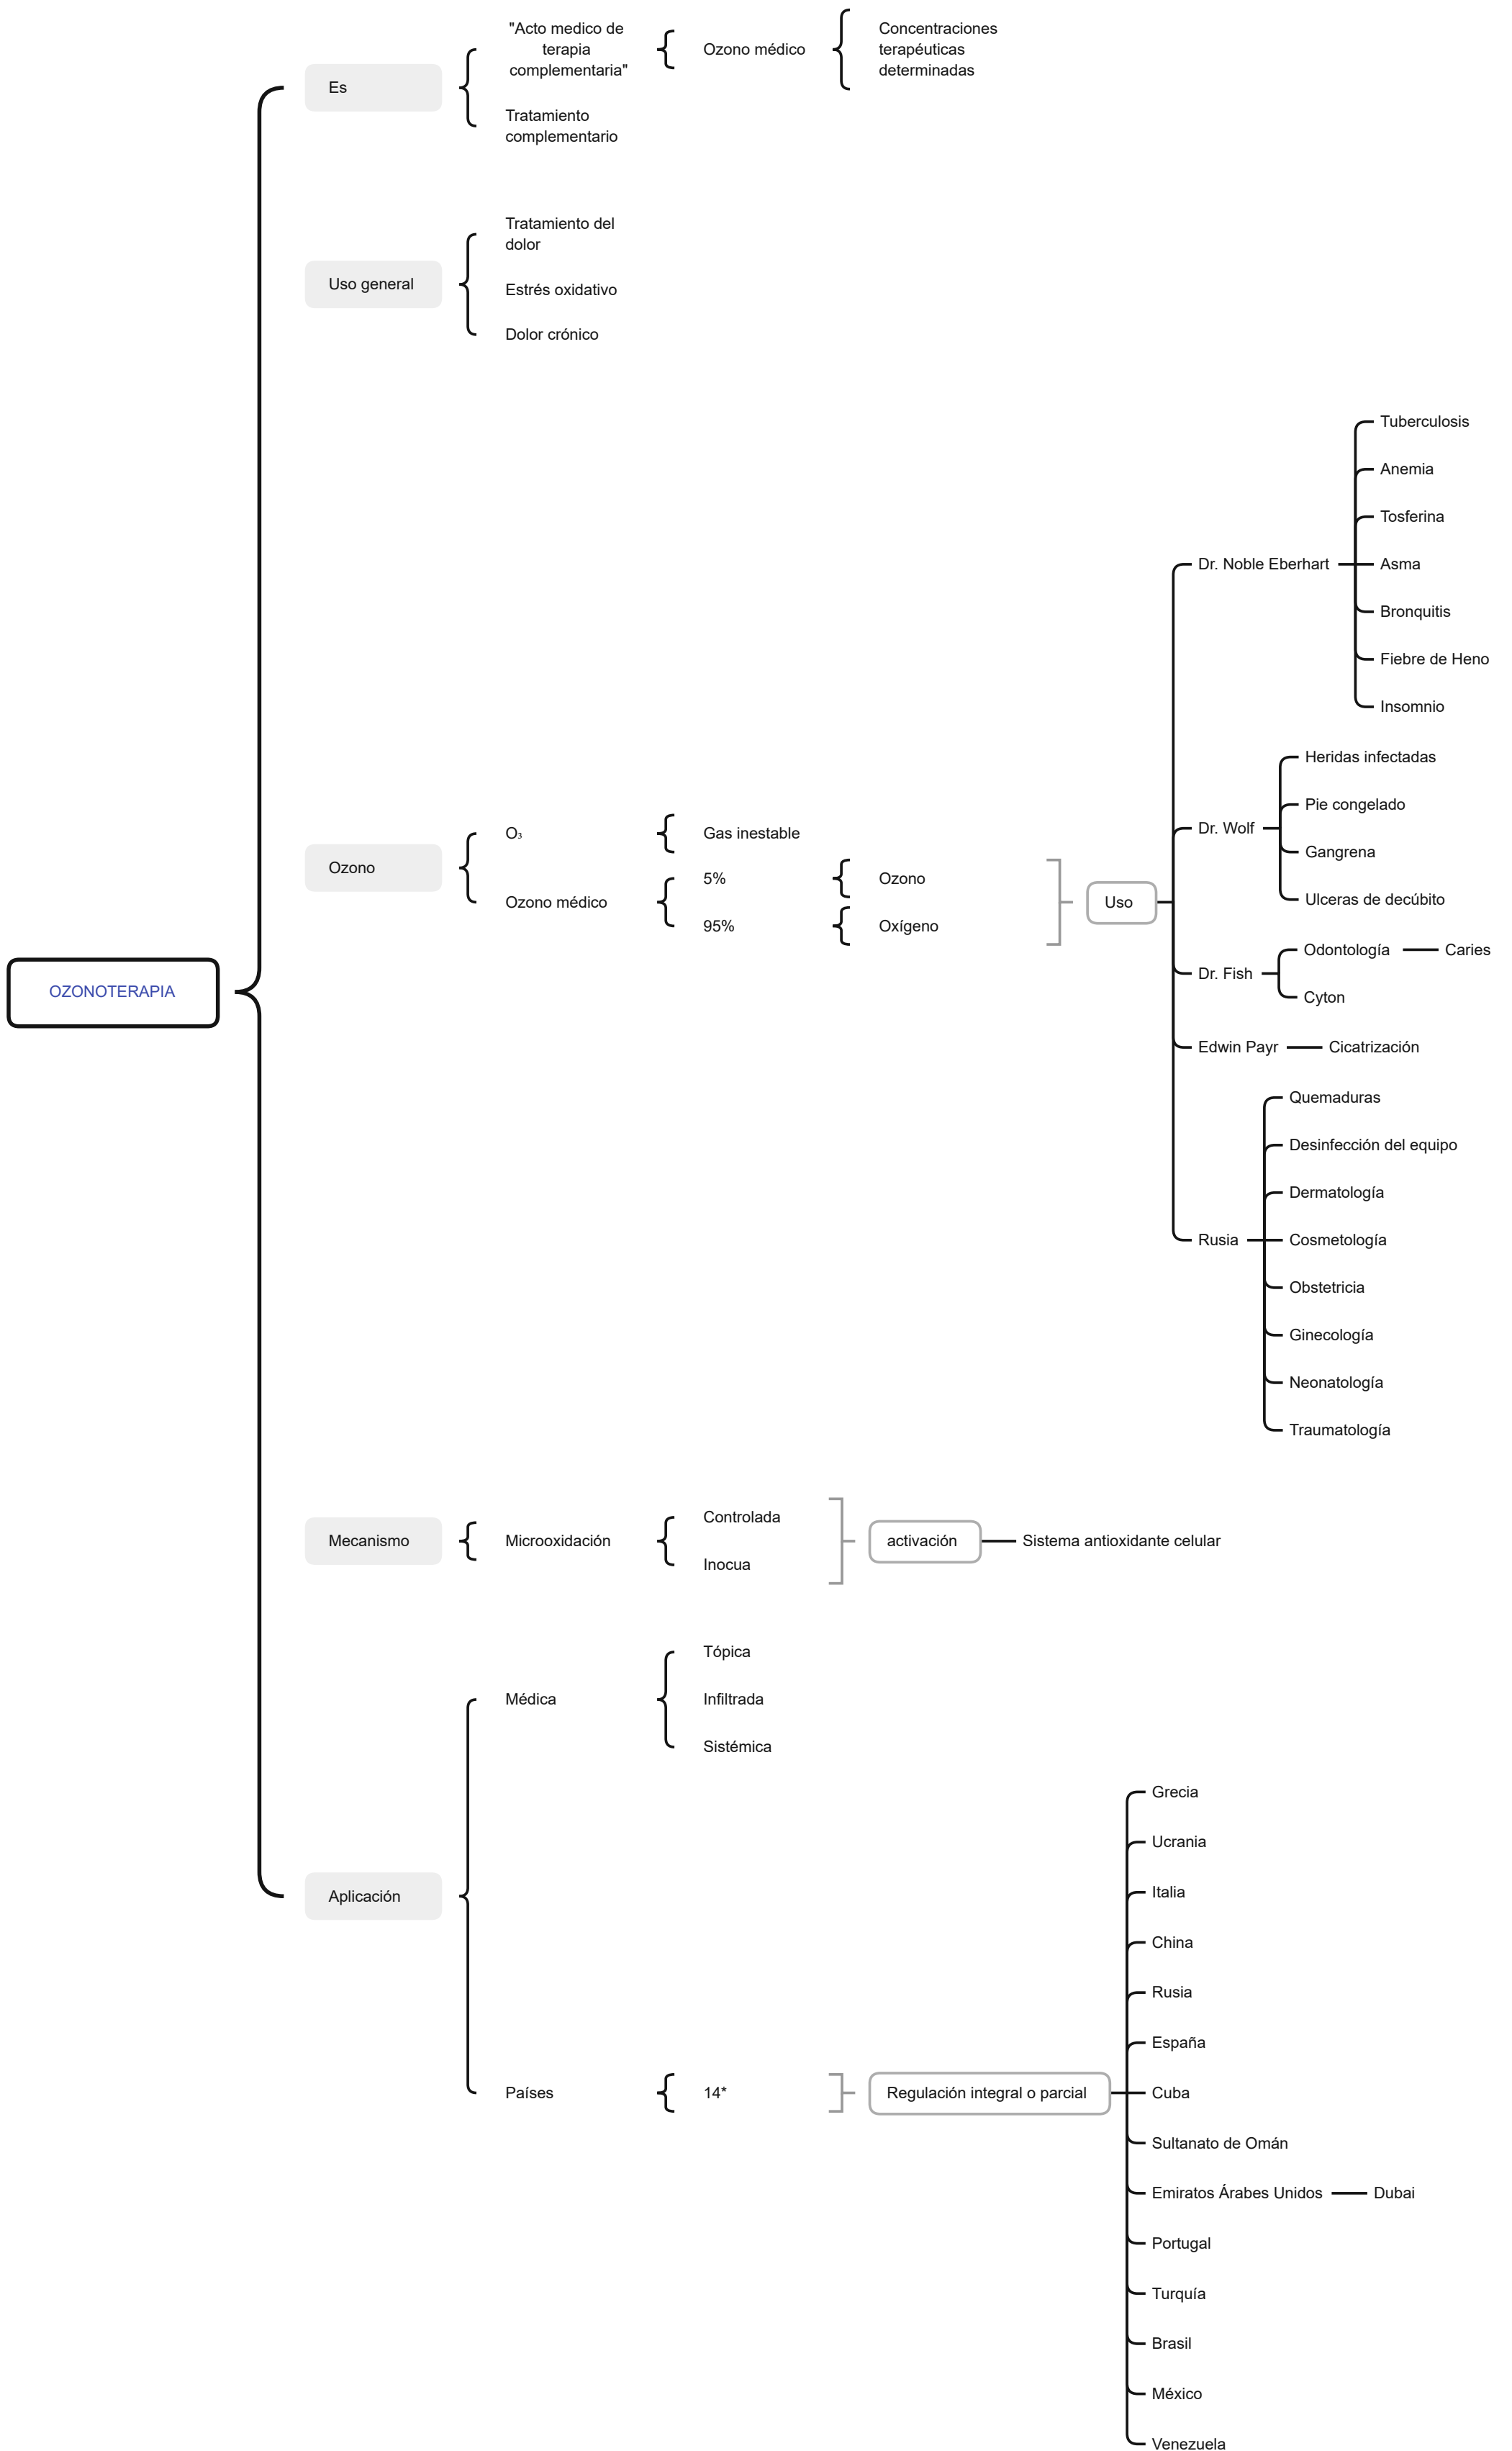 OZONOTERAPIA
Es
"Acto medico de
terapia
complementaria"
Ozono médico
Concentraciones
terapéuticas
determinadas
Tratamiento
complementario
Uso general
Tratamiento del
dolor
Estrés oxidativo
Dolor crónico
Ozono
O₃
Gas inestable
Ozono médico
5%
Ozono
95%
Oxígeno
Uso
Dr. Noble Eberhart
Tuberculosis
Anemia
Tosferina
Asma
Bronquitis
Fiebre de Heno
Insomnio
Dr. Wolf
Heridas infectadas
Pie congelado
Gangrena
Ulceras de decúbito
Dr. Fish
Odontología
Caries
Cyton
Edwin Payr
Cicatrización
Rusia
Quemaduras
Desinfección del equipo
Dermatología
Cosmetología
Obstetricia
Ginecología
Neonatología
Traumatología
Mecanismo
Microoxidación
Controlada
Inocua
activación
Sistema antioxidante celular
Aplicación
Médica
Tópica
Infiltrada
Sistémica
Países
14*
Regulación integral o parcial
Grecia
Ucrania
Italia
China
Rusia
España
Cuba
Sultanato de Omán
Emiratos Árabes Unidos
Dubai
Portugal
Turquía
Brasil
México
Venezuela